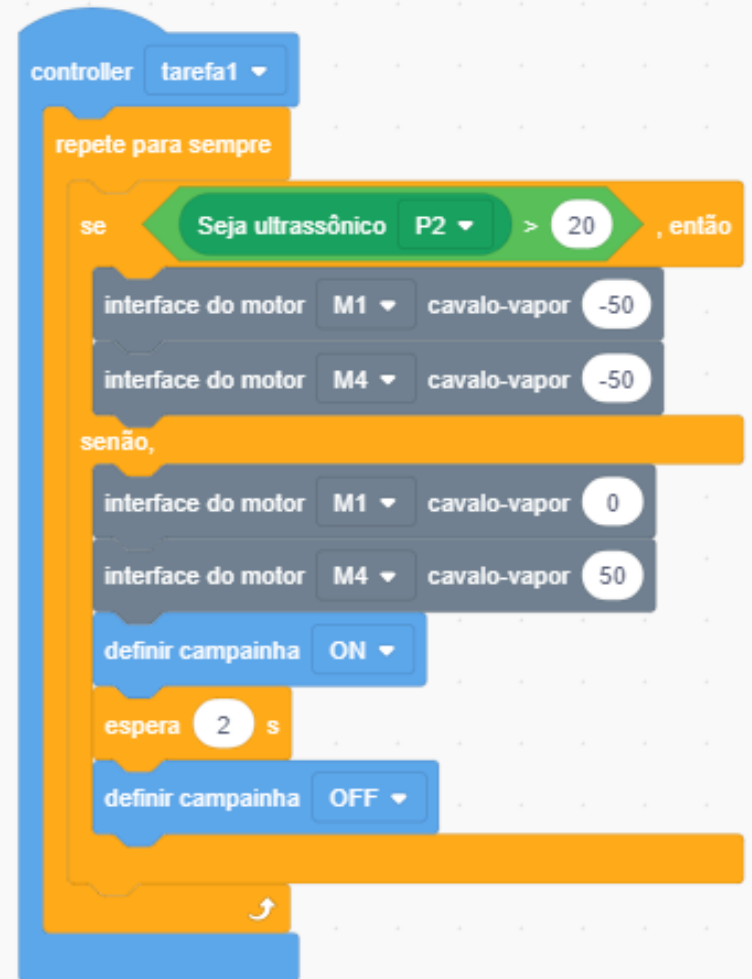 controller tarefa1
repete para sempre
se Seja ultrassônico P2 > 20 , então
interface do motor M1 cavalo-vapor -50
interface do motor M4 cavalo-vapor -50
senão,
interface do motor M1 cavalo-vapor 0
interface do motor M4 cavalo-vapor 50
definir campainha ON
espera 2 s
definir campainha OFF